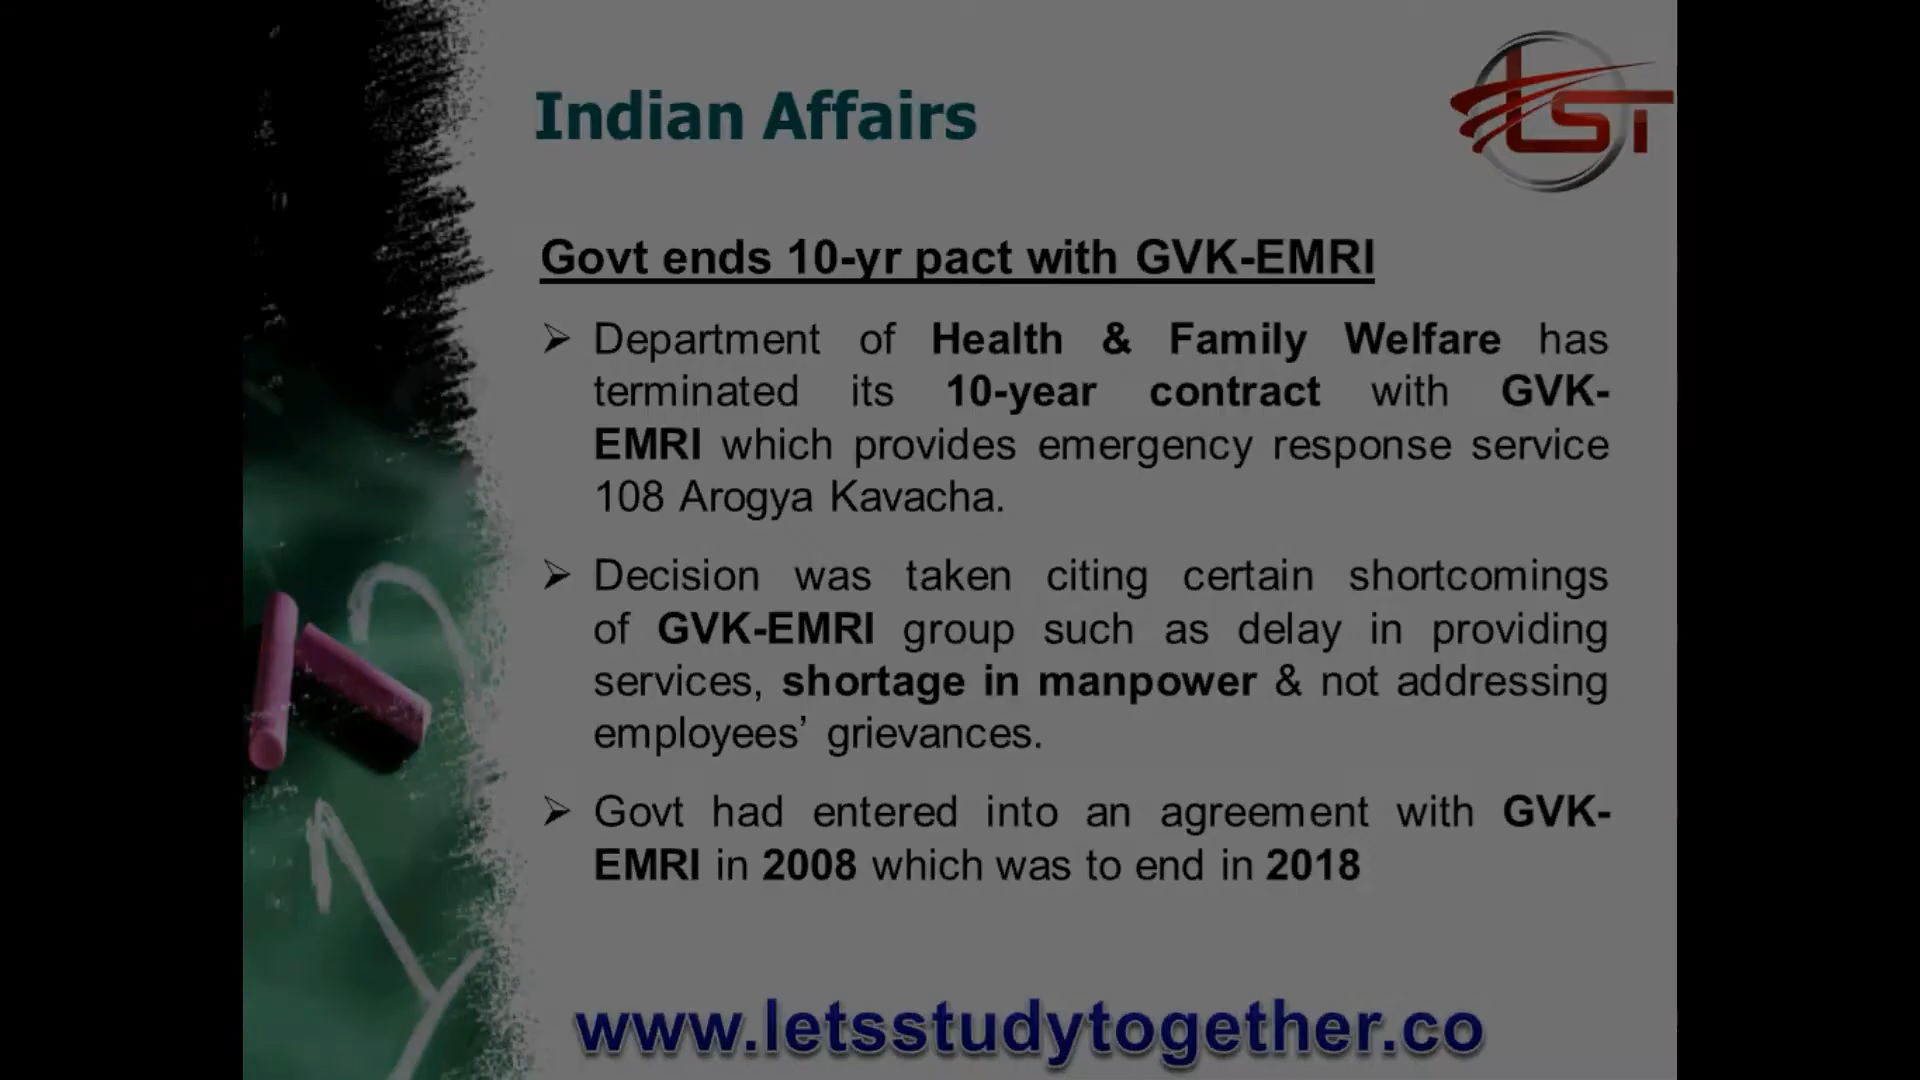 Indian Affairs
LST
Govt ends 10-yr pact with GVK-EMRI
➢ Department of Health & Family Welfare has
terminated its 10-year contract with GVK-
EMRI which provides emergency response service
108 Arogya Kavacha.
➢ Decision was taken citing certain shortcomings
of GVK-EMRI group such as delay in providing
services, shortage in manpower & not addressing
employees’ grievances.
➢ Govt had entered into an agreement with GVK-
EMRI in 2008 which was to end in 2018
www.letsstudytogether.co